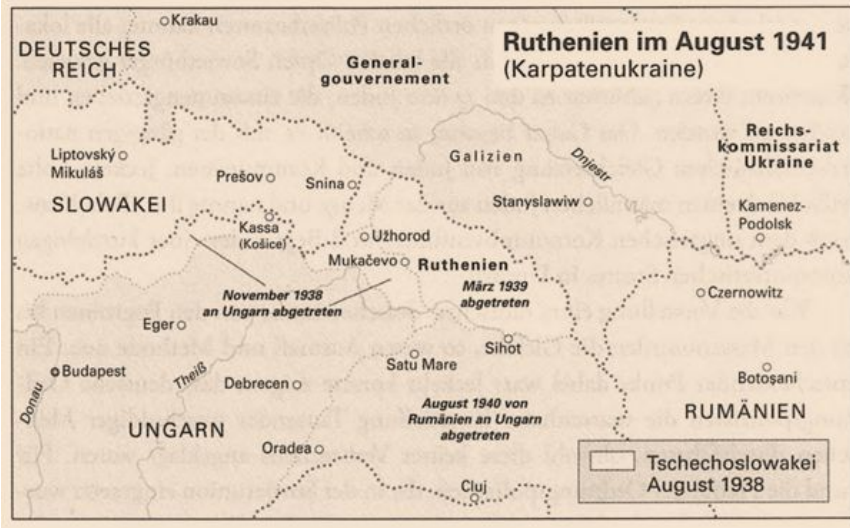 Krakau
DEUTSCHES
REICH
General-
gouvernement
Ruthenien im August 1941
(Karpatenukraine)
Reichs-
kommissariat
Ukraine
Galizien
Dnjestr
Liptovský
Mikuláš
Prešov
Snina
Stanyslawiw
Kamenez-
Podolsk
SLOWAKEI
Kassa
(Košice)
Užhorod
Mukačevo
Ruthenien
März 1939
abgetreten
Czernowitz
November 1938
an Ungarn abgetreten
Eger
Sihot
Satu Mare
Budapest
Theiß
Debrecen
Botoşani
Donau
August 1940 von
Rumänien an Ungarn
abgetreten
RUMÄNIEN
UNGARN
Oradea
Cluj
Tschechoslowakei
August 1938